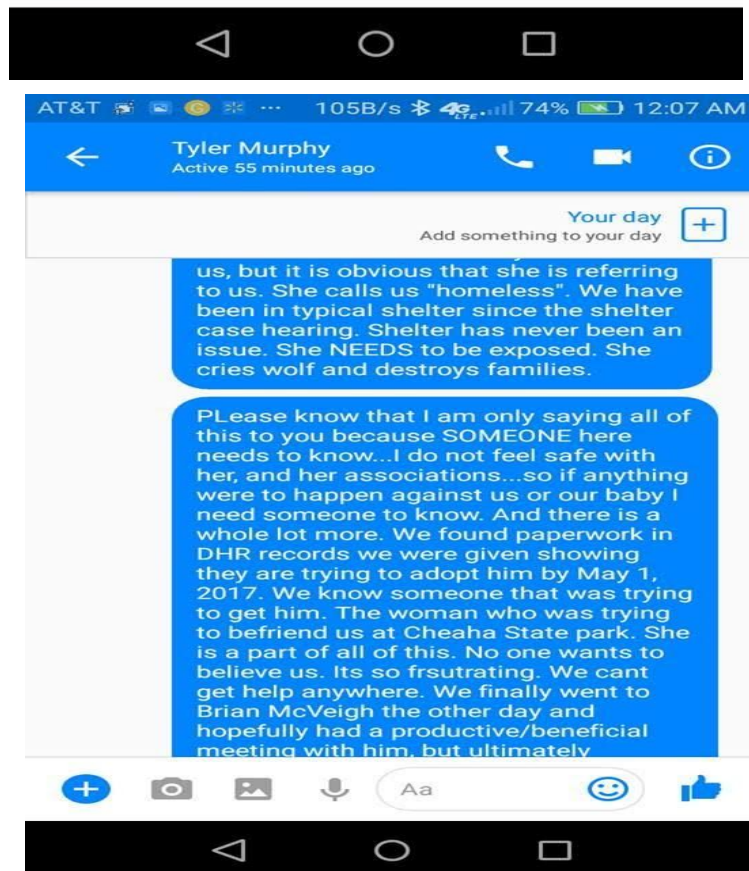 AT&T ... 105B/s 4G LTE 74% 12:07 AM
Tyler Murphy
Active 55 minutes ago
Your day
Add something to your day
us, but it is obvious that she is referring
to us. She calls us "homeless". We have
been in typical shelter since the shelter
case hearing. Shelter has never been an
issue. She NEEDS to be exposed. She
cries wolf and destroys families.
PLease know that I am only saying all of
this to you because SOMEONE here
needs to know...I do not feel safe with
her, and her associations...so if anything
were to happen against us or our baby I
need someone to know. And there is a
whole lot more. We found paperwork in
DHR records we were given showing
they are trying to adopt him by May 1,
2017. We know someone that was trying
to get him. The woman who was trying
to befriend us at Cheaha State park. She
is a part of all of this. No one wants to
believe us. Its so frsutrating. We cant
get help anywhere. We finally went to
Brian McVeigh the other day and
hopefully had a productive/beneficial
meeting with him, but ultimately
Aa